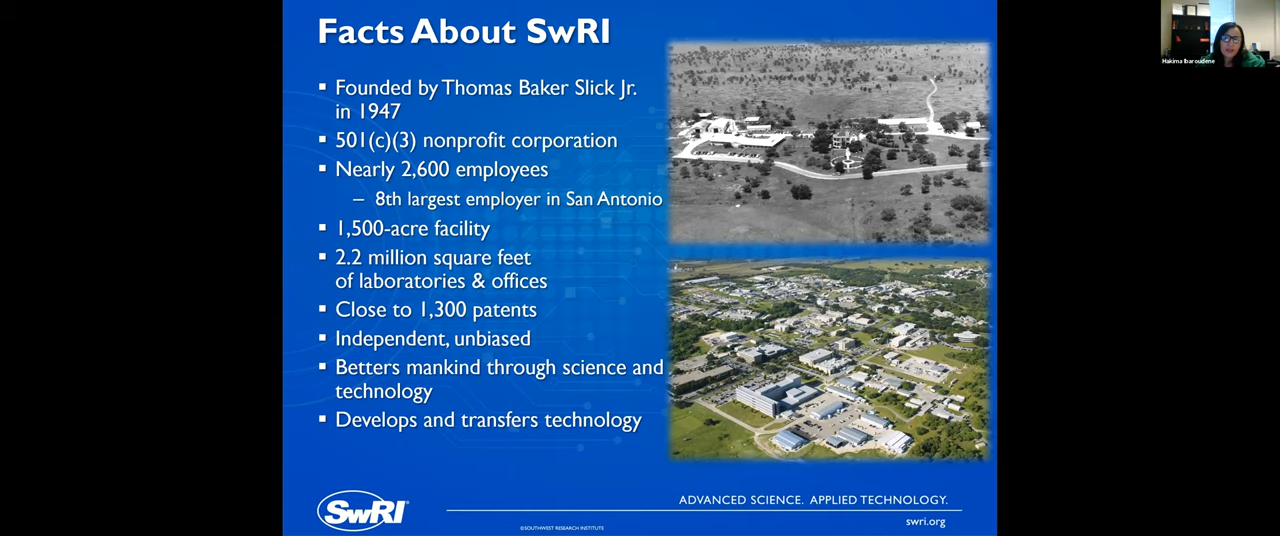 Facts About SwRI
▪ Founded by Thomas Baker Slick Jr.
in 1947
▪ 501(c)(3) nonprofit corporation
▪ Nearly 2,600 employees
– 8th largest employer in San Antonio
▪ 1,500-acre facility
▪ 2.2 million square feet
of laboratories & offices
▪ Close to 1,300 patents
▪ Independent, unbiased
▪ Betters mankind through science and
technology
▪ Develops and transfers technology
SwRI®
ADVANCED SCIENCE. APPLIED TECHNOLOGY.
swri.org
©SOUTHWEST RESEARCH INSTITUTE
Hakima Ibaroudene